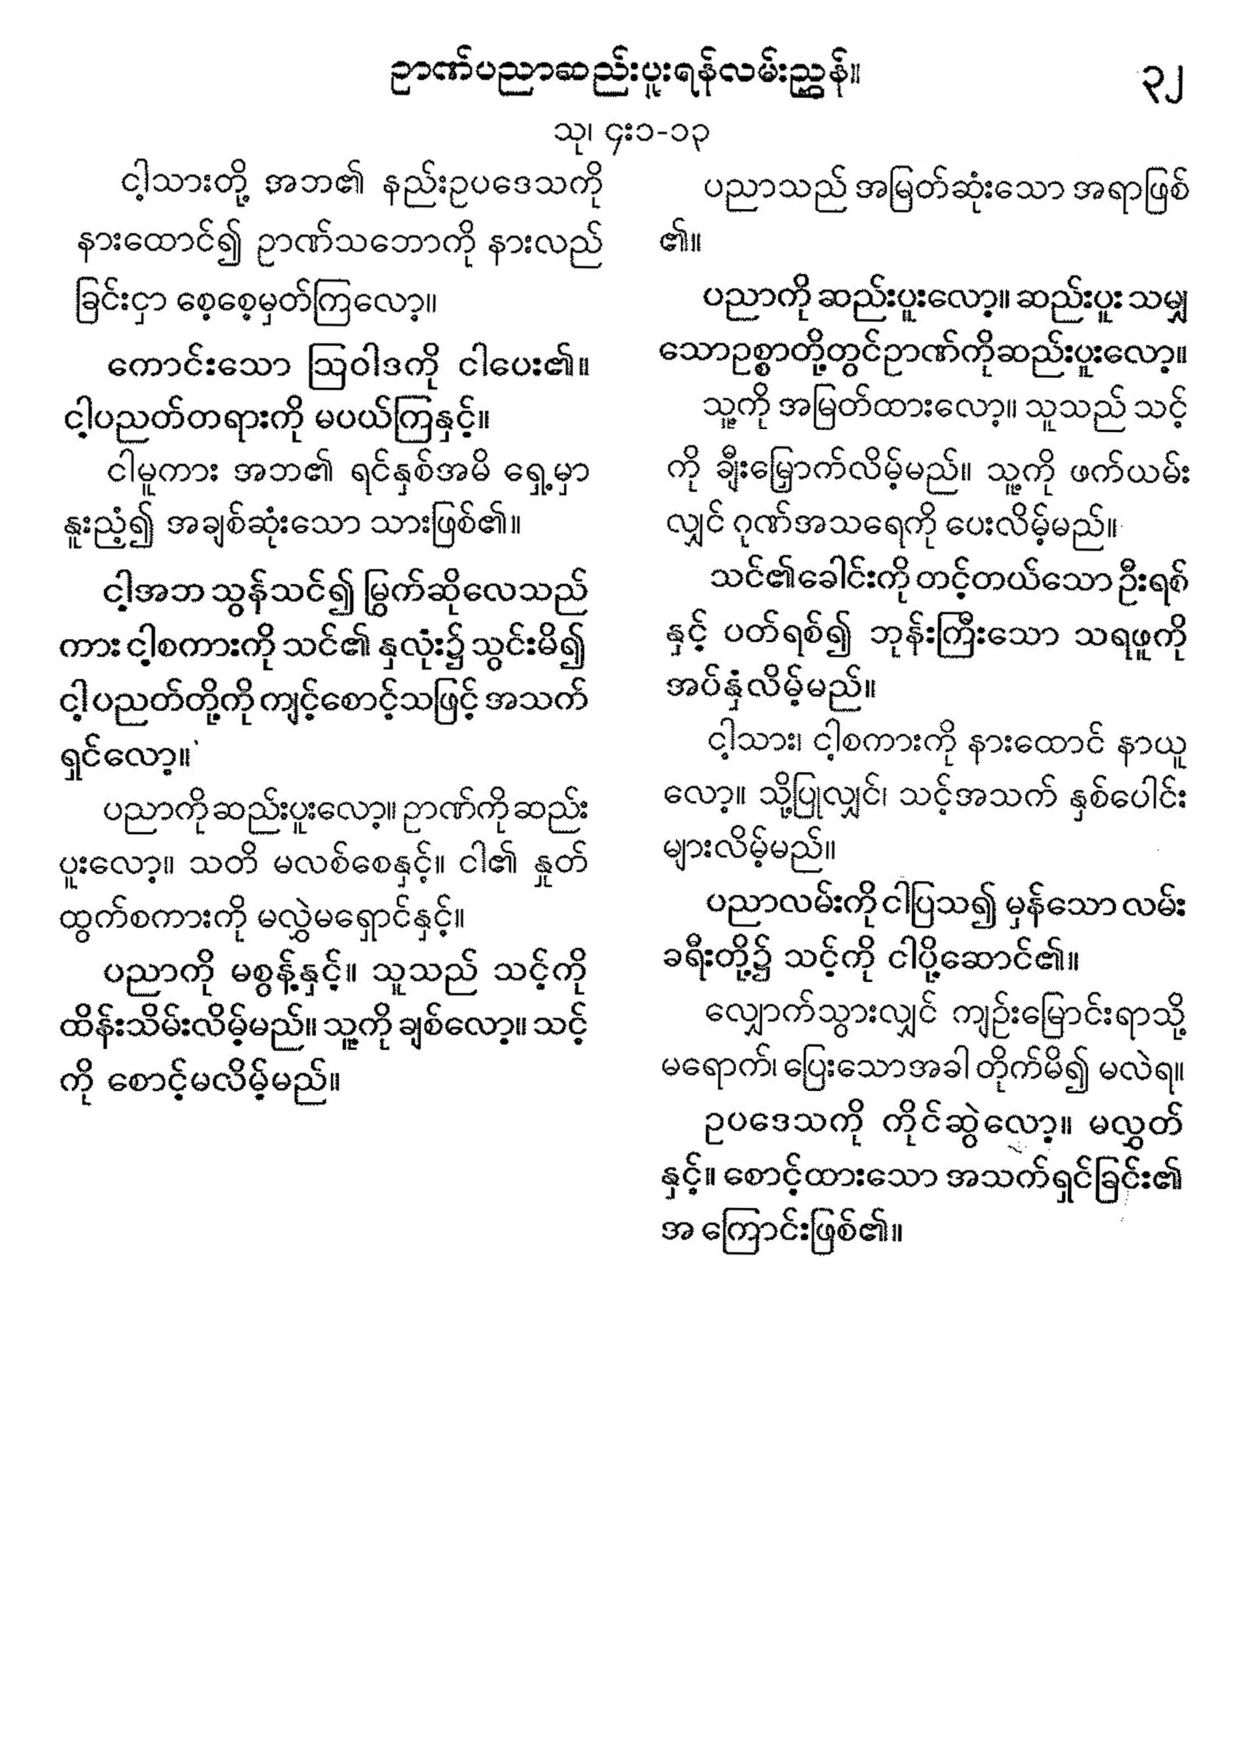 ဉာဏ်ပညာဆည်းပူးရန်လမ်းညွှန်။
၃၂
သု၊ ၄း၁-၁၃
ငါ့သားတို့ အဘ၏ နည်းဥပဒေသကို
နားထောင်၍ ဉာဏ်သဘောကို နားလည်
ခြင်းငှာ စေ့စေ့မှတ်ကြလော့။
ကောင်းသော ဩဝါဒကို ငါပေး၏။
ငါ့ပညတ်တရားကို မပယ်ကြနှင့်။
ငါမူကား အဘ၏ ရင်နှစ်အမိ ရှေ့မှာ
နူးညံ့၍ အချစ်ဆုံးသော သားဖြစ်၏။
ငါ့အဘ သွန်သင်၍ မြွက်ဆိုလေသည်
ကား ငါ့စကားကို သင်၏ နှလုံး၌ သွင်းမိ၍
ငါ့ ပညတ်တို့ကို ကျင့်စောင့်သဖြင့် အသက်
ရှင်လော့။
ပညာကို ဆည်းပူးလော့။ ဉာဏ်ကို ဆည်း
ပူးလော့။ သတိ မလစ်စေနှင့်။ ငါ၏ နှုတ်
ထွက်စကားကို မလွှဲမရှောင်နှင့်။
ပညာကို မစွန့်နှင့်။ သူသည် သင့်ကို
ထိန်းသိမ်းလိမ့်မည်။ သူ့ကို ချစ်လော့။ သင့်
ကို စောင့်မလိမ့်မည်။
ပညာသည် အမြတ်ဆုံးသော အရာဖြစ်
၏။
ပညာကို ဆည်းပူးလော့။ ဆည်းပူး သမျှ
သောဥစ္စာတို့တွင်ဉာဏ်ကိုဆည်းပူးလော့။
သူ့ကို အမြတ်ထားလော့။ သူသည် သင့်
ကို ချီးမြှောက်လိမ့်မည်။ သူ့ကို ဖက်ယမ်း
လျှင် ဂုဏ်အသရေကို ပေးလိမ့်မည်။
သင်၏ခေါင်းကို တင့်တယ်သော ဦးရစ်
နှင့် ပတ်ရစ်၍ ဘုန်းကြီးသော သရဖူကို
အပ်နှံလိမ့်မည်။
ငါ့သား၊ ငါ့စကားကို နားထောင် နာယူ
လော့။ သို့ပြုလျှင်၊ သင့်အသက် နှစ်ပေါင်း
များလိမ့်မည်။
ပညာလမ်းကို ငါပြသ၍ မှန်သော လမ်း
ခရီးတို့၌ သင့်ကို ငါပို့ဆောင်၏။
လျှောက်သွားလျှင် ကျဉ်းမြောင်းရာသို့
မရောက်၊ ပြေးသောအခါ တိုက်မိ၍ မလဲရ။
ဥပဒေသကို ကိုင်ဆွဲလော့။ မလွှတ်
နှင့်။ စောင့်ထားသော အသက်ရှင်ခြင်း၏
အ ကြောင်းဖြစ်၏။